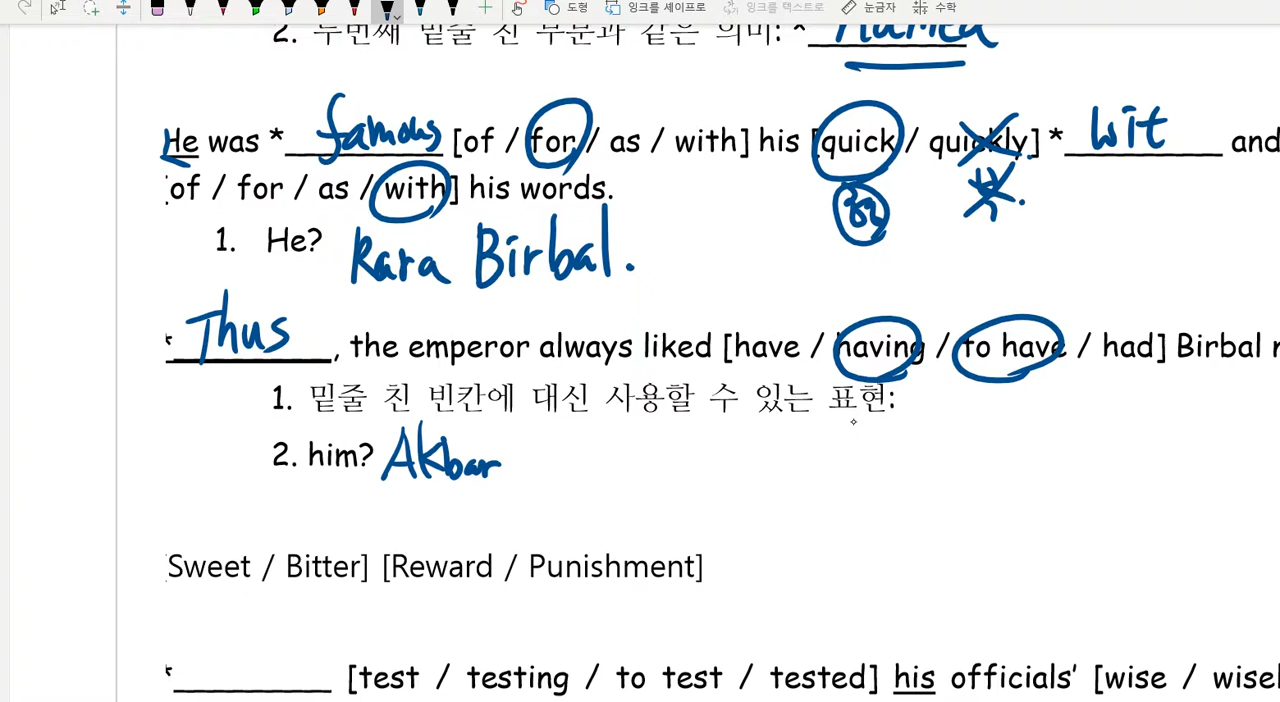 도형 잉크를 셰이프로 잉크를 텍스트로 눈금자 수학
2. 두번째 밑줄 친 부분과 같은 의미: *
He was * famous [of / for / as / with] his [quick / quickly] * wit and
[of / for / as / with] his words.
형 부.
1. He? Rara Birbal.
* Thus, the emperor always liked [have / having / to have / had] Birbal
1. 밑줄 친 빈칸에 대신 사용할 수 있는 표현:
2. him? Akbar
[Sweet / Bitter] [Reward / Punishment]
* [test / testing / to test / tested] his officials' [wise / wisel